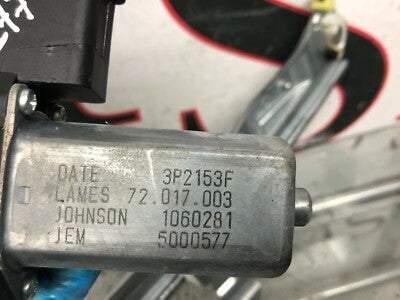 DATE 3P2153F
LAMES 72.017.003
JOHNSON 1060281
JEM 5000577